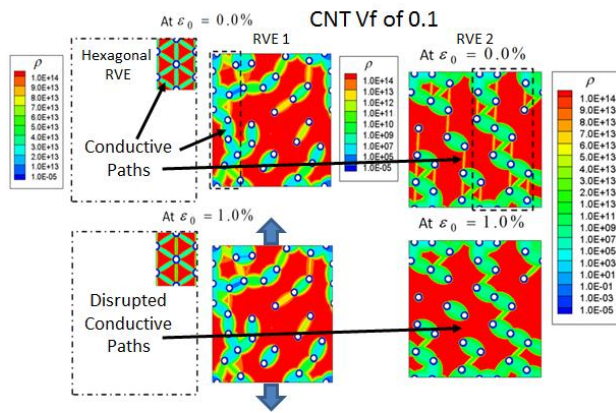 CNT Vf of 0.1
At ε₀ = 0.0%
Hexagonal
RVE
RVE 1
RVE 2
At ε₀ = 0.0%
ρ
1.0E+14
9.0E+13
8.0E+13
7.0E+13
6.0E+13
5.0E+13
4.0E+13
2.0E+13
1.0E+13
1.0E-05
ρ
1.0E+14
1.0E+13
1.0E+12
1.0E+11
1.0E+10
1.0E+09
1.0E+07
1.0E+05
1.0E-05
ρ
1.0E+14
9.0E+13
8.0E+13
7.0E+13
6.0E+13
5.0E+13
4.0E+13
3.0E+13
2.0E+13
1.0E+11
1.0E+09
1.0E+07
1.0E+05
1.0E+03
1.0E+01
1.0E-01
1.0E-03
1.0E-05
Conductive
Paths
At ε₀ = 1.0%
At ε₀ = 1.0%
Disrupted
Conductive
Paths